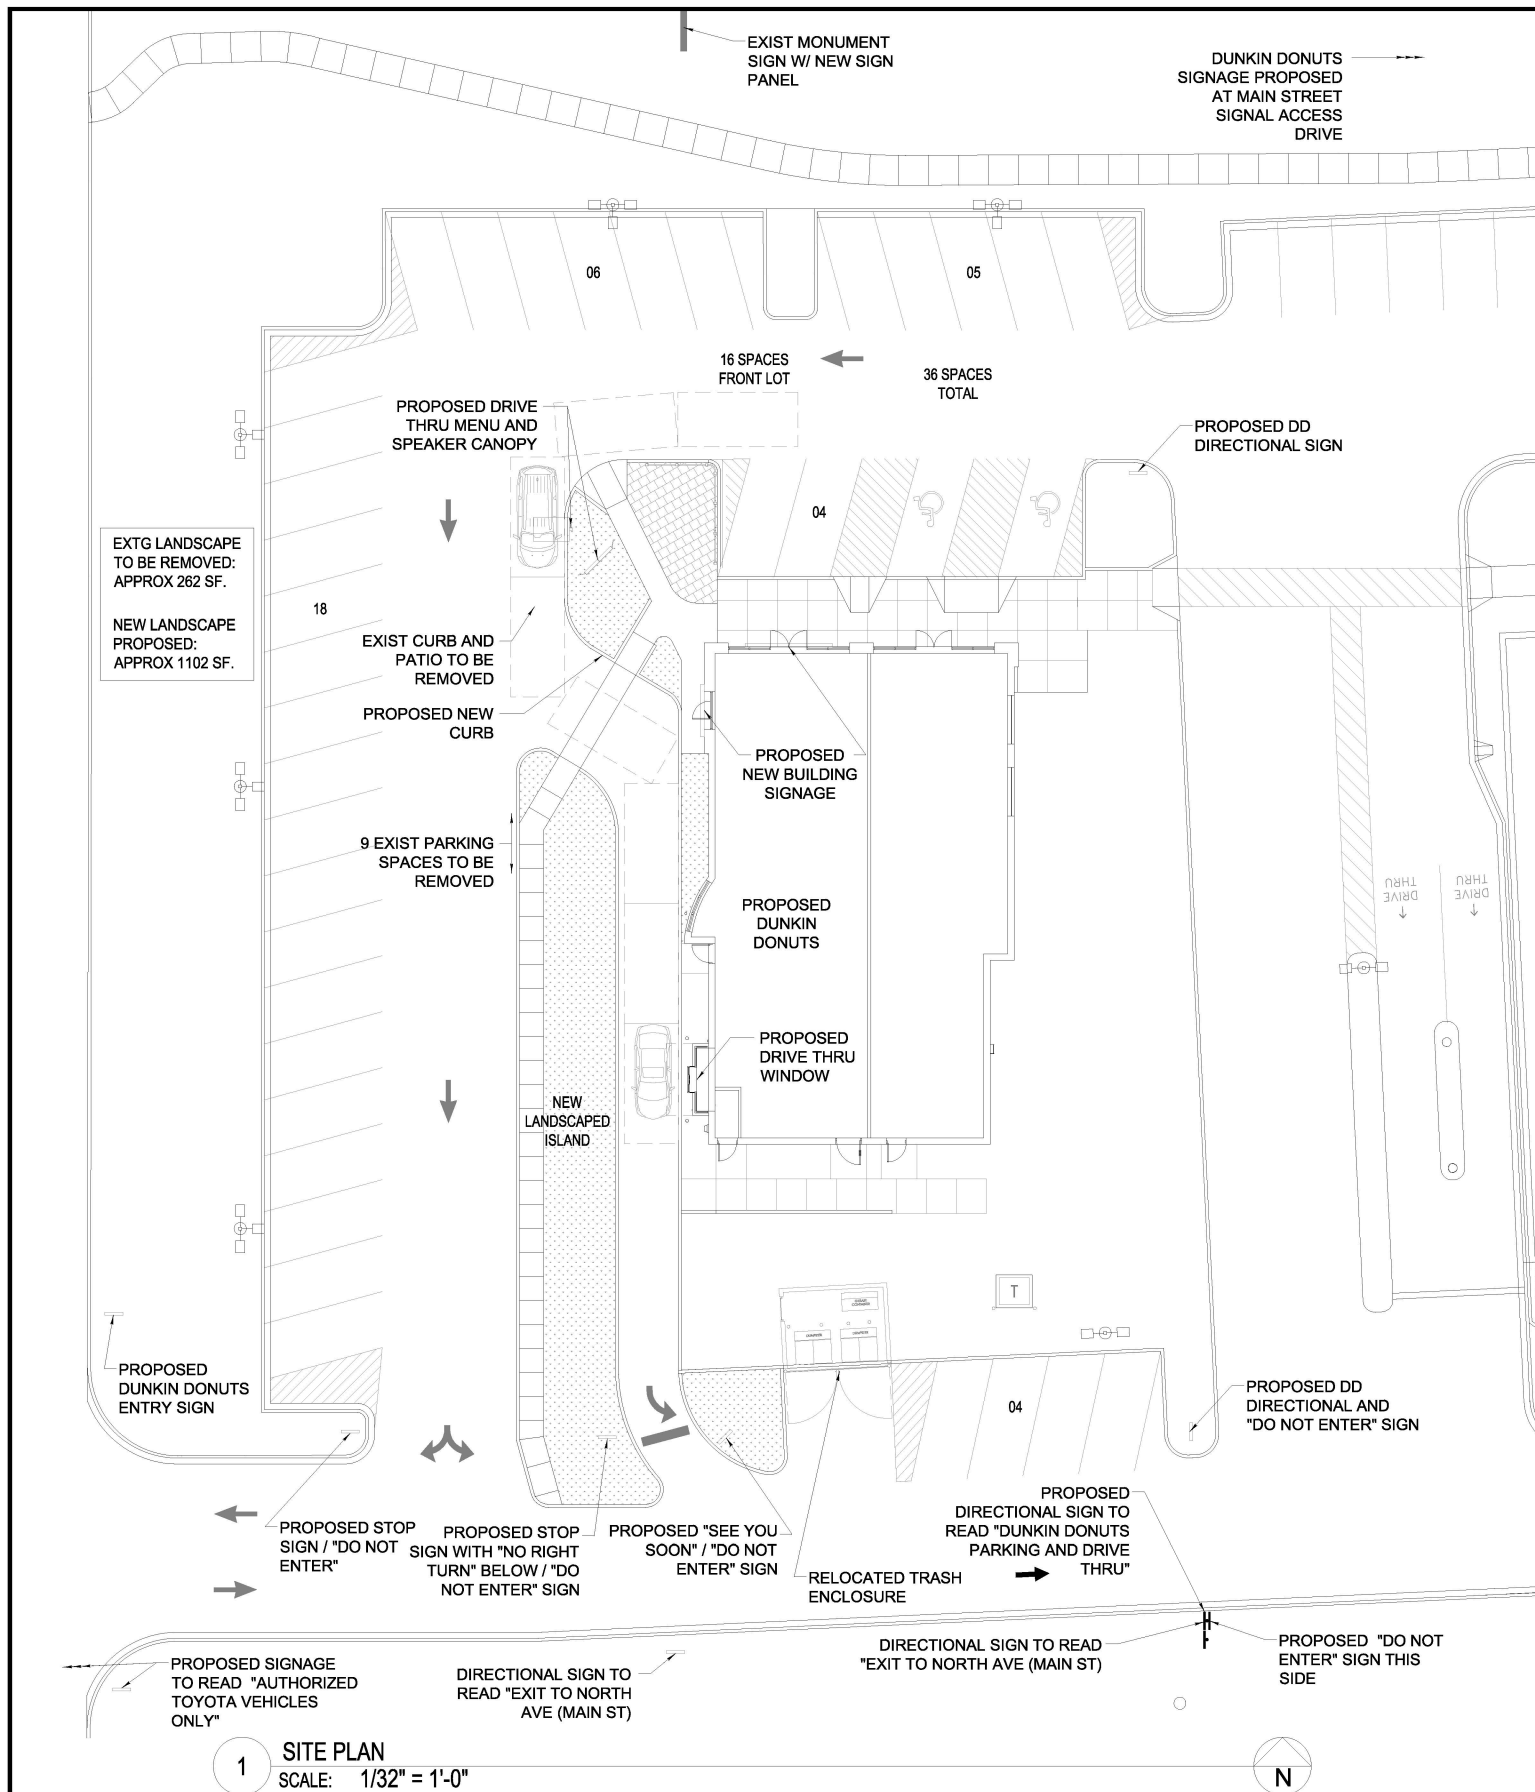 EXIST MONUMENT
SIGN W/ NEW SIGN
PANEL
DUNKIN DONUTS
SIGNAGE PROPOSED
AT MAIN STREET
SIGNAL ACCESS
DRIVE
06
05
16 SPACES
FRONT LOT
36 SPACES
TOTAL
PROPOSED DRIVE
THRU MENU AND
SPEAKER CANOPY
PROPOSED DD
DIRECTIONAL SIGN
04
EXTG LANDSCAPE
TO BE REMOVED:
APPROX 262 SF.
NEW LANDSCAPE
PROPOSED:
APPROX 1102 SF.
18
EXIST CURB AND
PATIO TO BE
REMOVED
PROPOSED NEW
CURB
PROPOSED
NEW BUILDING
SIGNAGE
9 EXIST PARKING
SPACES TO BE
REMOVED
DRIVE
THRU
DRIVE
THRU
PROPOSED
DUNKIN
DONUTS
PROPOSED
DRIVE THRU
WINDOW
NEW
LANDSCAPED
ISLAND
T
PROPOSED
DUNKIN DONUTS
ENTRY SIGN
04
PROPOSED DD
DIRECTIONAL AND
"DO NOT ENTER" SIGN
PROPOSED STOP
SIGN / "DO NOT
ENTER"
PROPOSED STOP
SIGN WITH "NO RIGHT
TURN" BELOW / "DO
NOT ENTER" SIGN
PROPOSED "SEE YOU
SOON" / "DO NOT
ENTER" SIGN
RELOCATED TRASH
ENCLOSURE
PROPOSED
DIRECTIONAL SIGN TO
READ "DUNKIN DONUTS
PARKING AND DRIVE
THRU"
PROPOSED SIGNAGE
TO READ "AUTHORIZED
TOYOTA VEHICLES
ONLY"
DIRECTIONAL SIGN TO
READ "EXIT TO NORTH
AVE (MAIN ST)
DIRECTIONAL SIGN TO READ
"EXIT TO NORTH AVE (MAIN ST)
PROPOSED "DO NOT
ENTER" SIGN THIS
SIDE
1
SITE PLAN
SCALE: 1/32" = 1'-0"
N